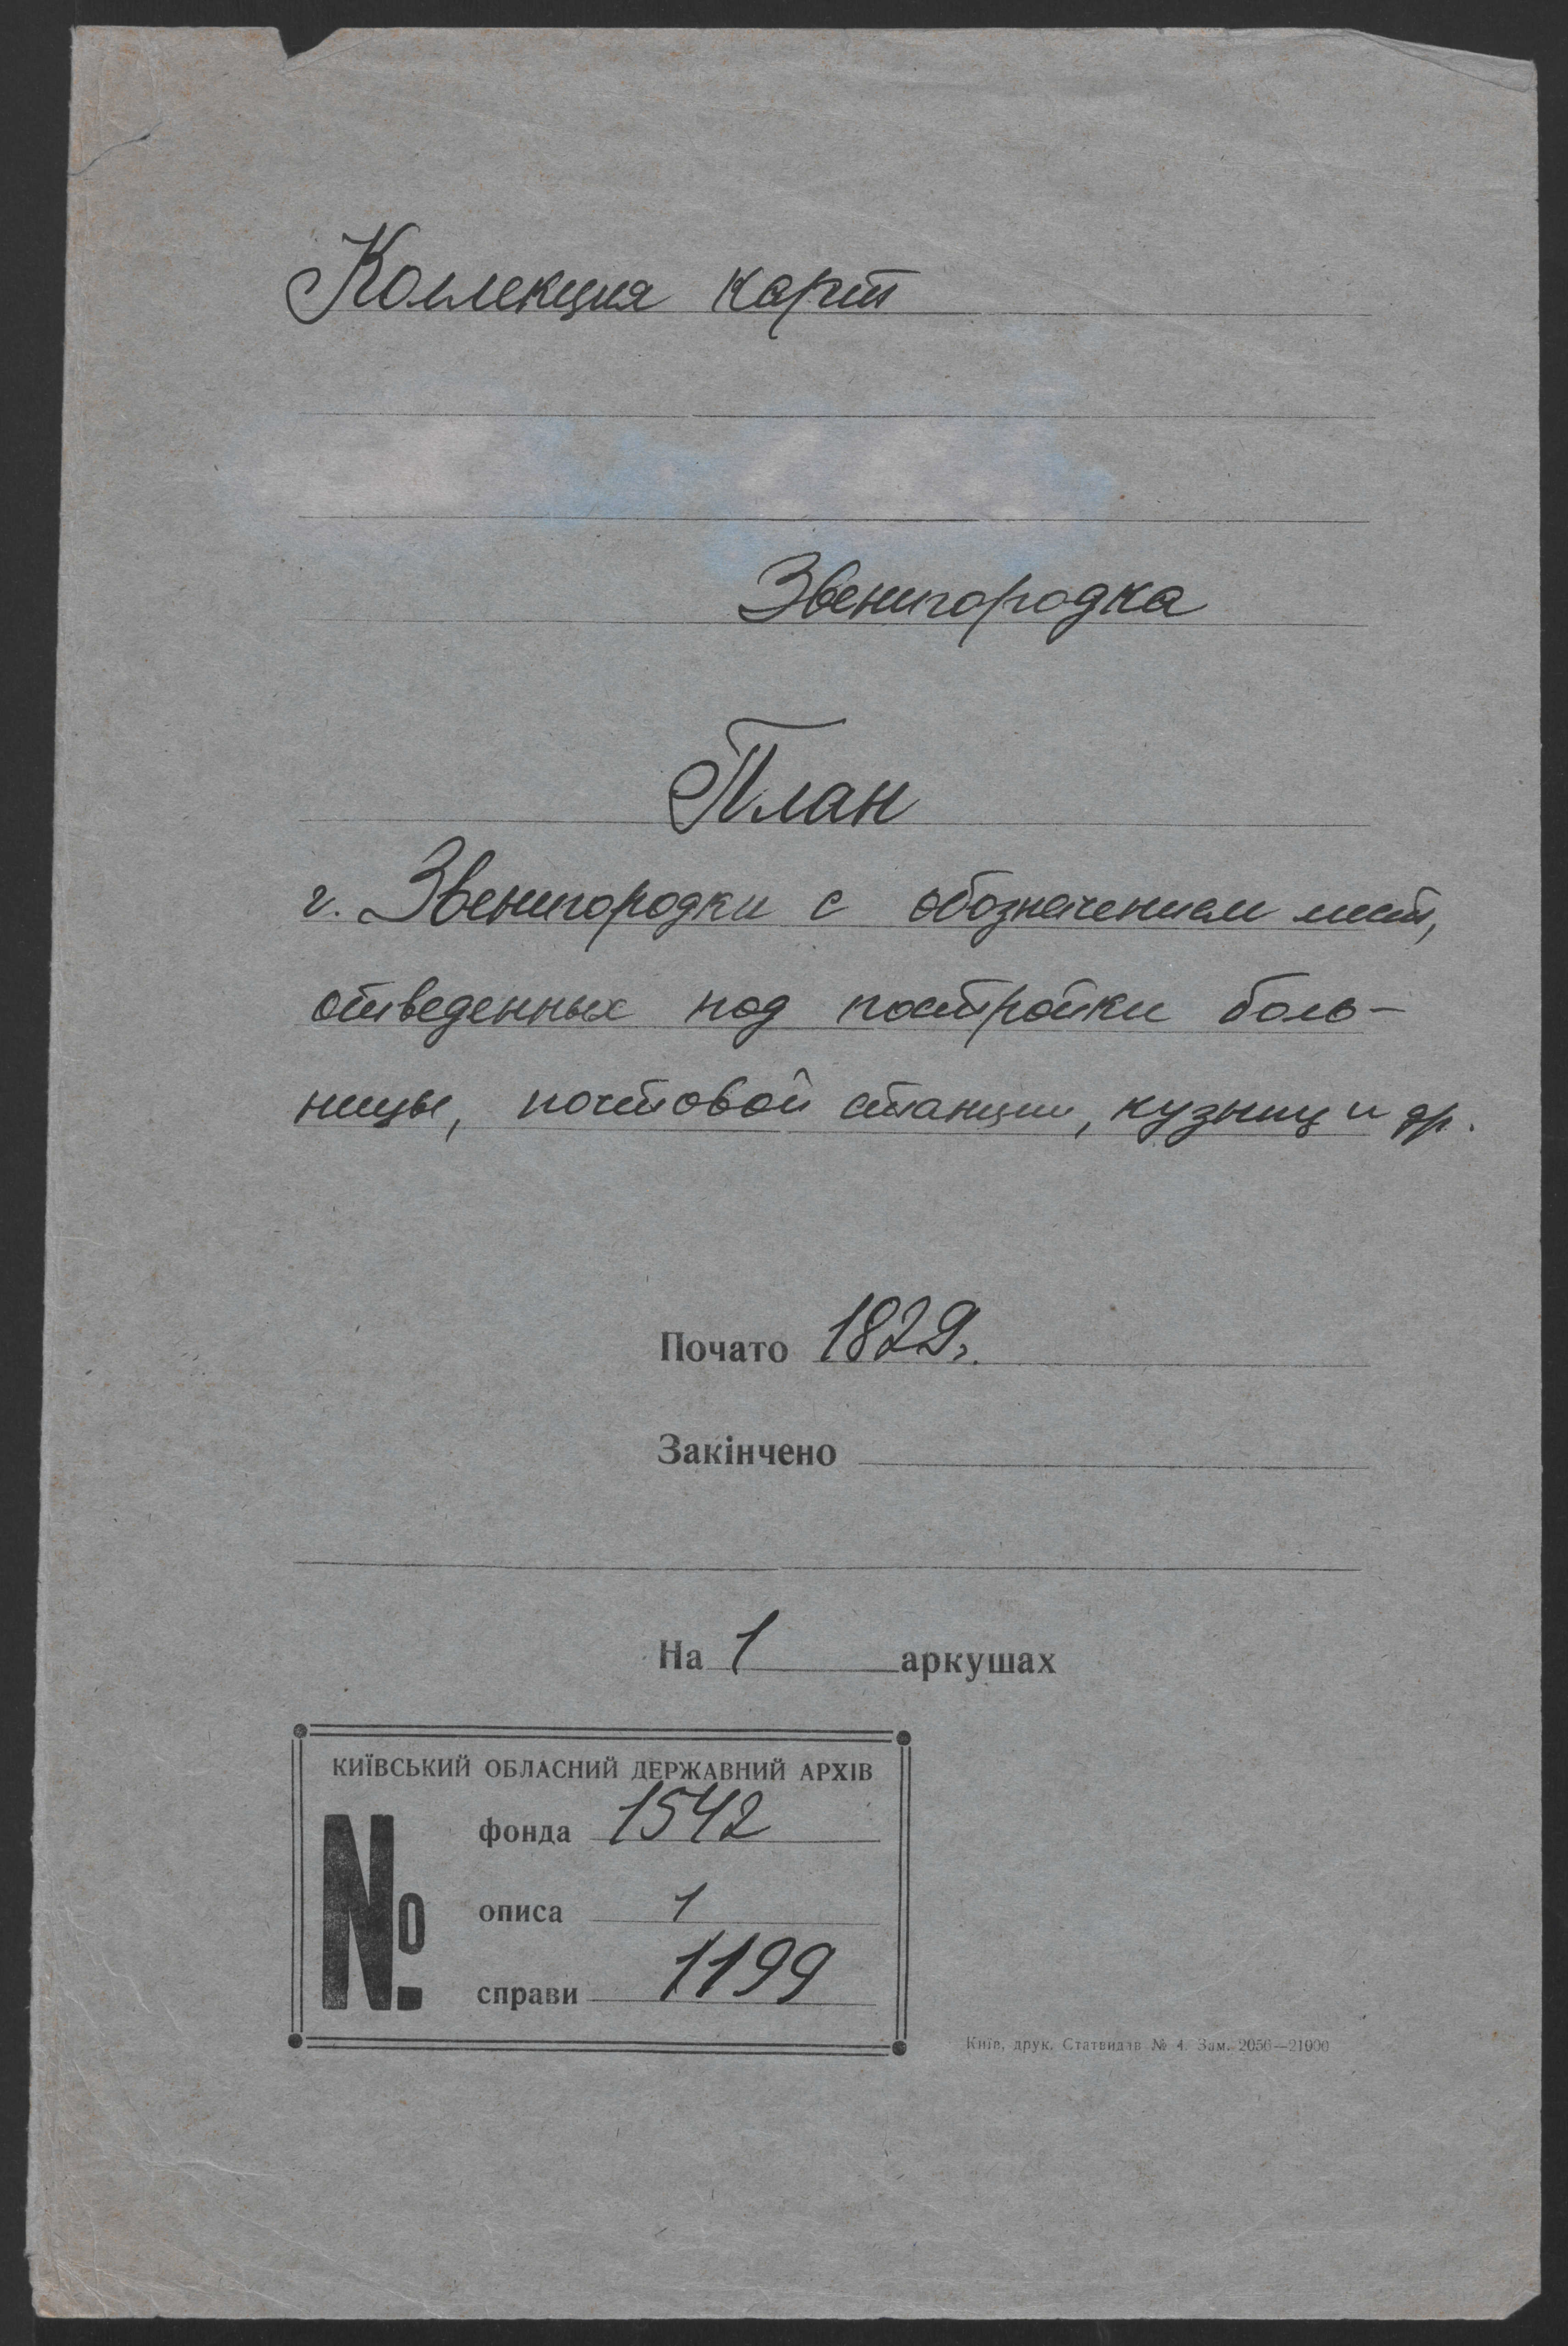 Коллекция карт
Звенигородка
План
г. Звенигородки с обозначением мест,
отведенных под постройки боль-
ницы, почтовой станции, кузниц и др.
Почато 1829г.
Закінчено
На 1 аркушах
КИЇВСЬКИЙ ОБЛАСНИЙ ДЕРЖАВНИЙ АРХІВ
№
фонда 1542
описа 1
справи 1199
Київ, друк. Статвидав № 4. Зам. 2056—21000